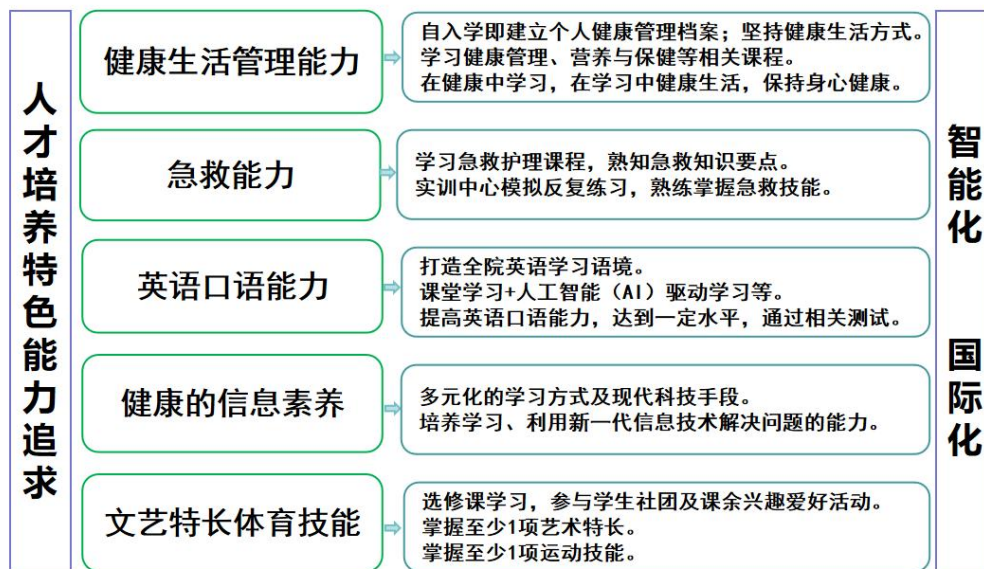 人才培养特色能力追求
健康生活管理能力
自入学即建立个人健康管理档案；坚持健康生活方式。
学习健康管理、营养与保健等相关课程。
在健康中学习，在学习中健康生活，保持身心健康。
急救能力
学习急救护理课程，熟知急救知识要点。
实训中心模拟反复练习，熟练掌握急救技能。
英语口语能力
打造全院英语学习语境。
课堂学习+人工智能（AI）驱动学习等。
提高英语口语能力，达到一定水平，通过相关测试。
健康的信息素养
多元化的学习方式及现代科技手段。
培养学习、利用新一代信息技术解决问题的能力。
文艺特长体育技能
选修课学习，参与学生社团及课余兴趣爱好活动。
掌握至少1项艺术特长。
掌握至少1项运动技能。
智能化
国际化